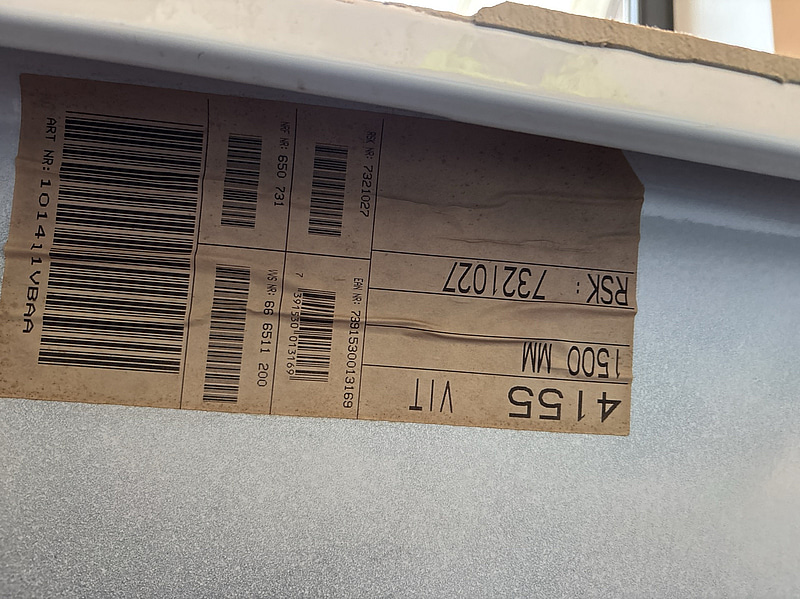 4155 VIT
1500 MM
RSK: 7321027
RSK NR: 7321027
EAN NR: 7391530013169
7 391530 013169
NRF NR: 650 731
VVS NR: 66 6511 200
ART NR: 101411VBAA